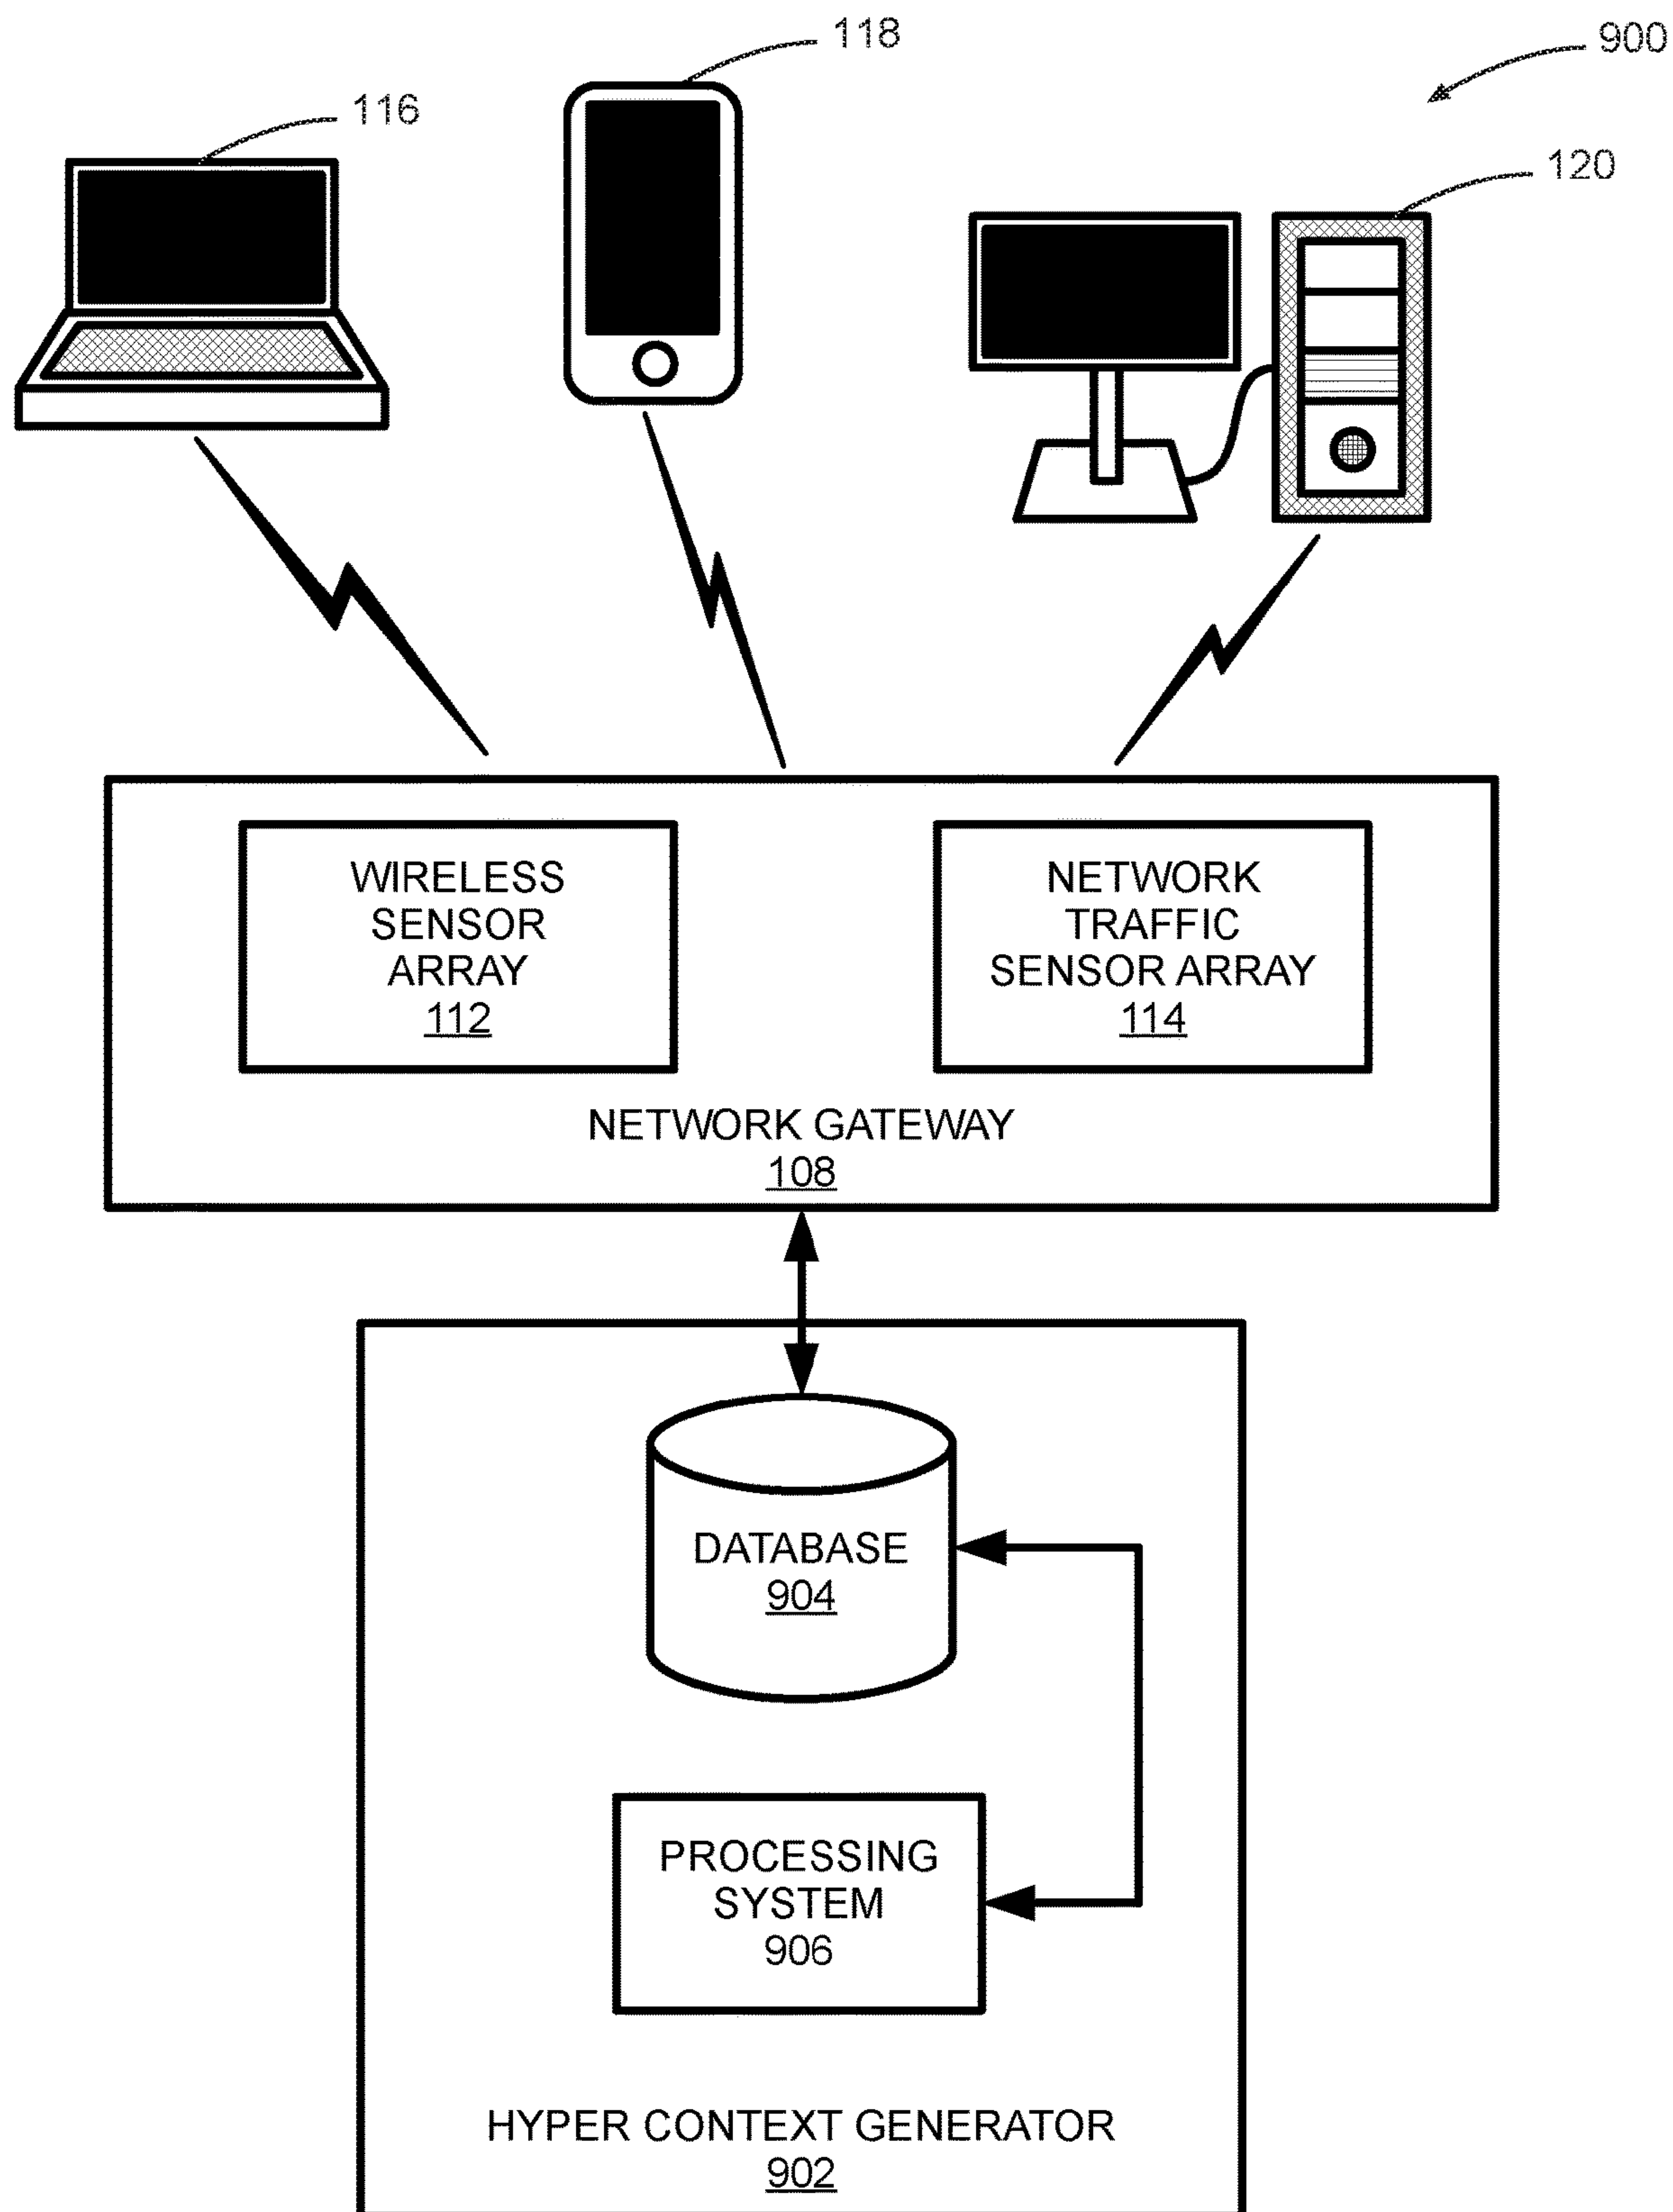 118
900
116
120
WIRELESS
SENSOR
ARRAY
112
NETWORK
TRAFFIC
SENSOR ARRAY
114
NETWORK GATEWAY
108
DATABASE
904
PROCESSING
SYSTEM
906
HYPER CONTEXT GENERATOR
902